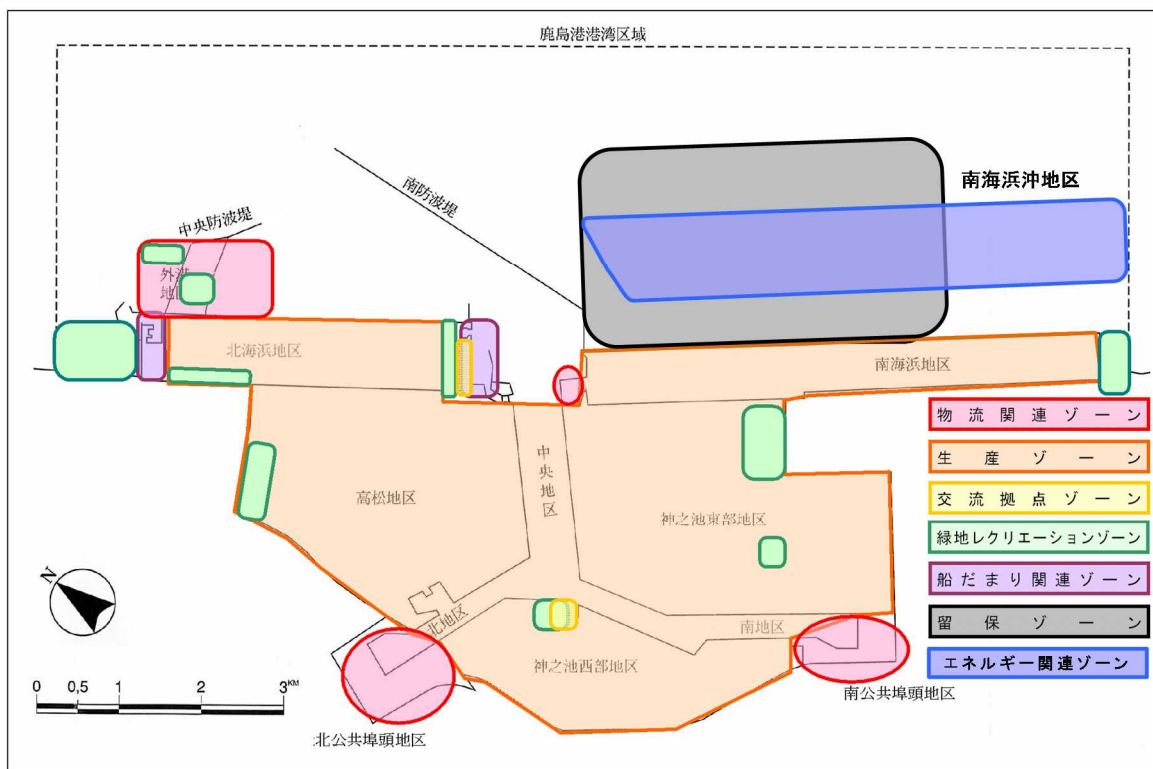 鹿島港港湾区域
南海浜沖地区
南防波堤
中央防波堤
外港
地区
北海浜地区
南海浜地区
中央地区
高松地区
神之池東部地区
北地区
南地区
神之池西部地区
北公共埠頭地区
南公共埠頭地区
物流関連ゾーン
生産ゾーン
交流拠点ゾーン
緑地レクリエーションゾーン
船だまり関連ゾーン
留保ゾーン
エネルギー関連ゾーン
N
0 0,5 1 2 3KM